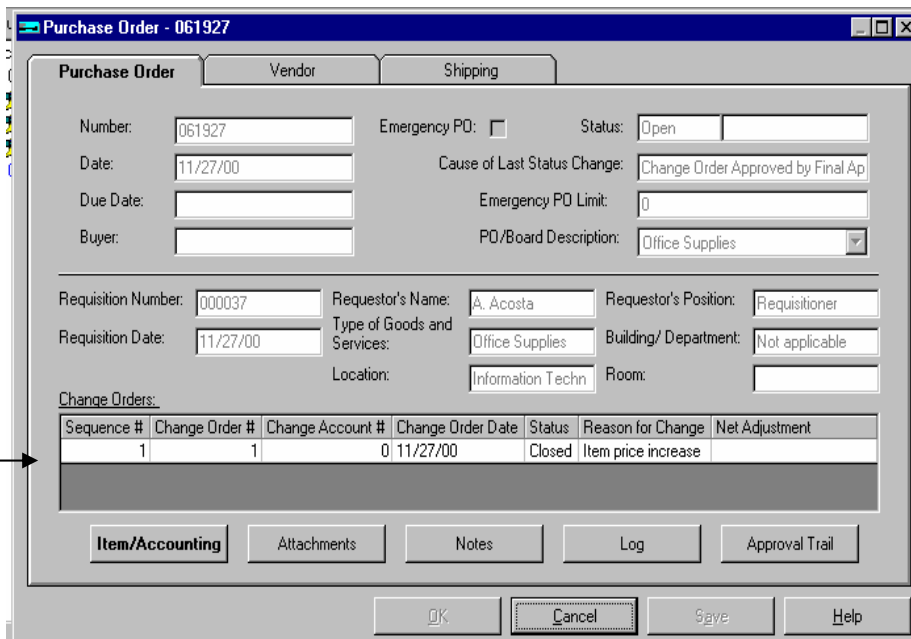 Purchase Order - 061927
Purchase Order Vendor Shipping
Number: 061927 Emergency PO: Status: Open
Date: 11/27/00 Cause of Last Status Change: Change Order Approved by Final Ap
Due Date: Emergency PO Limit: 0
Buyer: PO/Board Description: Office Supplies
Requisition Number: 000037 Requestor's Name: A. Acosta Requestor's Position: Requisitioner
Requisition Date: 11/27/00 Type of Goods and Services: Office Supplies Building/ Department: Not applicable
Location: Information Techn Room:
Change Orders:
Sequence # Change Order # Change Account # Change Order Date Status Reason for Change Net Adjustment
1 1 0 11/27/00 Closed Item price increase
Item/Accounting Attachments Notes Log Approval Trail
OK Cancel Save Help